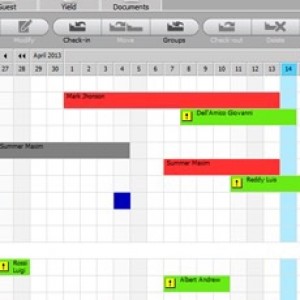 Guest Yield Documents
Modify Check-in Move Groups Check-out Delete
April 2013
27 28 29 30 1 2 3 4 5 6 7 8 9 10 11 12 13 14
Mark Jhonson
! Dell'Amico Giovanni
Summer Maxim
Summer Maxim
! Reddy Luis
! Rossi
Luigi
! Albert Andrew